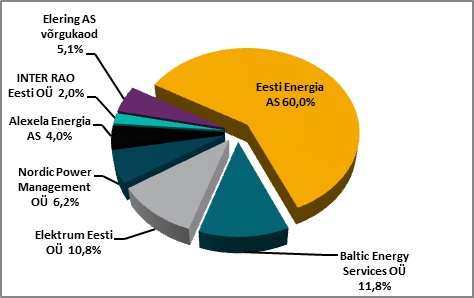 Elering AS
võrgukaod
5,1%
Eesti Energia
AS 60,0%
INTER RAO
Eesti OÜ 2,0%
Alexela Energia
AS 4,0%
Nordic Power
Management
OÜ 6,2%
Elektrum Eesti
OÜ 10,8%
Baltic Energy
Services OÜ
11,8%